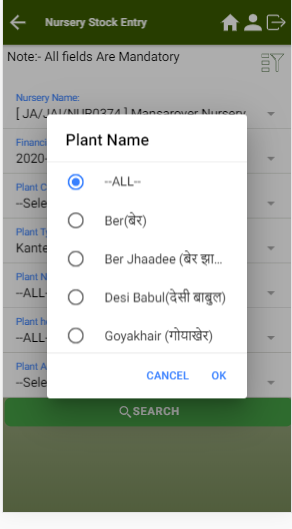 Nursery Stock Entry
Note:- All fields Are Mandatory
Nursery Name:
[ JA/JAI/NUR0374 ] Mansarover Nursery
Financi
2020-
Plant C
--Sele
Plant Ty
Kante
Plant N
--ALL-
Plant he
--ALL-
Plant A
--Sele
Plant Name
--ALL--
Ber(बेर)
Ber Jhaadee (बेर झा...
Desi Babul(देसी बाबुल)
Goyakhair (गोयाखेर)
CANCEL OK
SEARCH